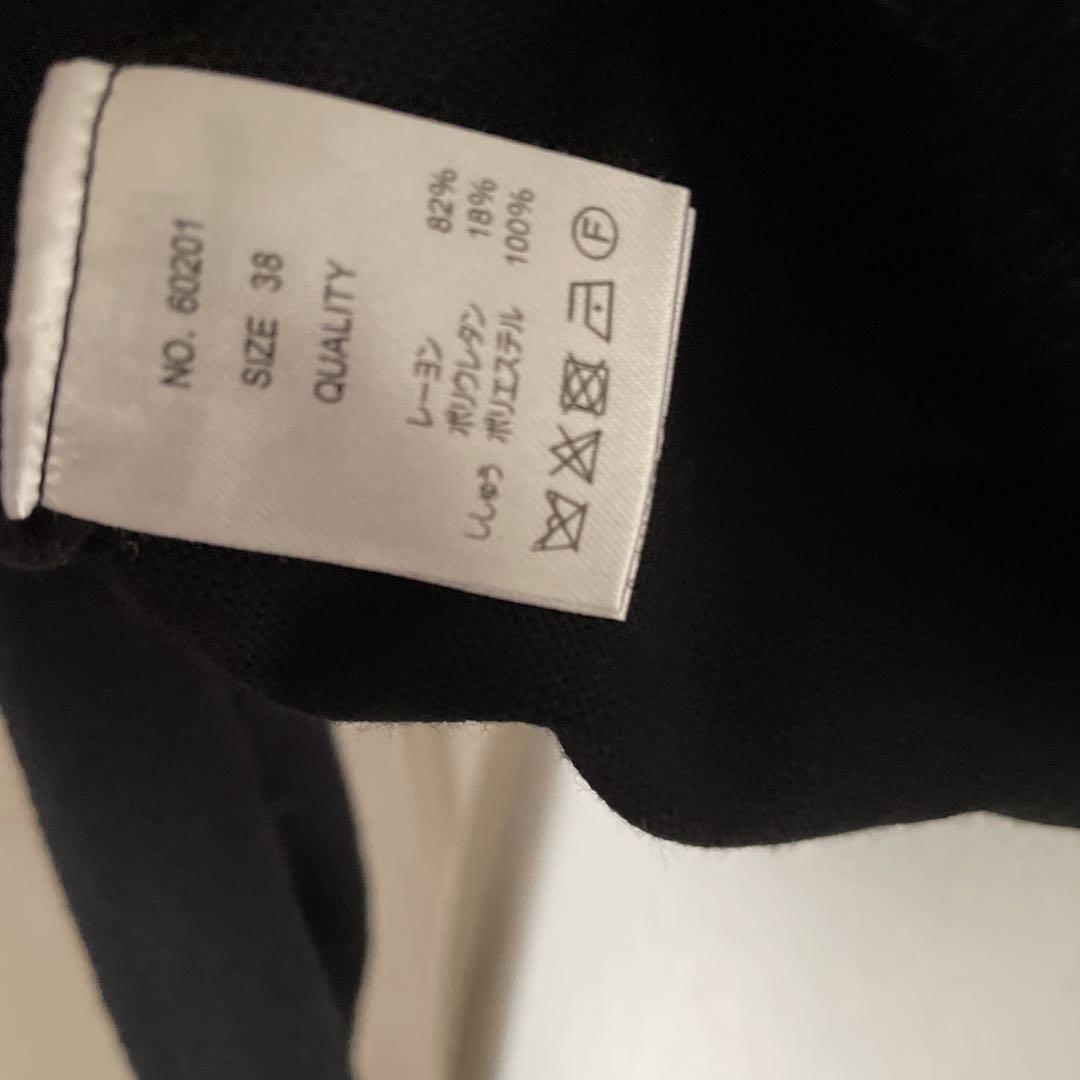 NO. 60201
SIZE 38
QUALITY
レーヨン 82%
ポリウレタン 18%
ししゅう ポリエステル 100%
F